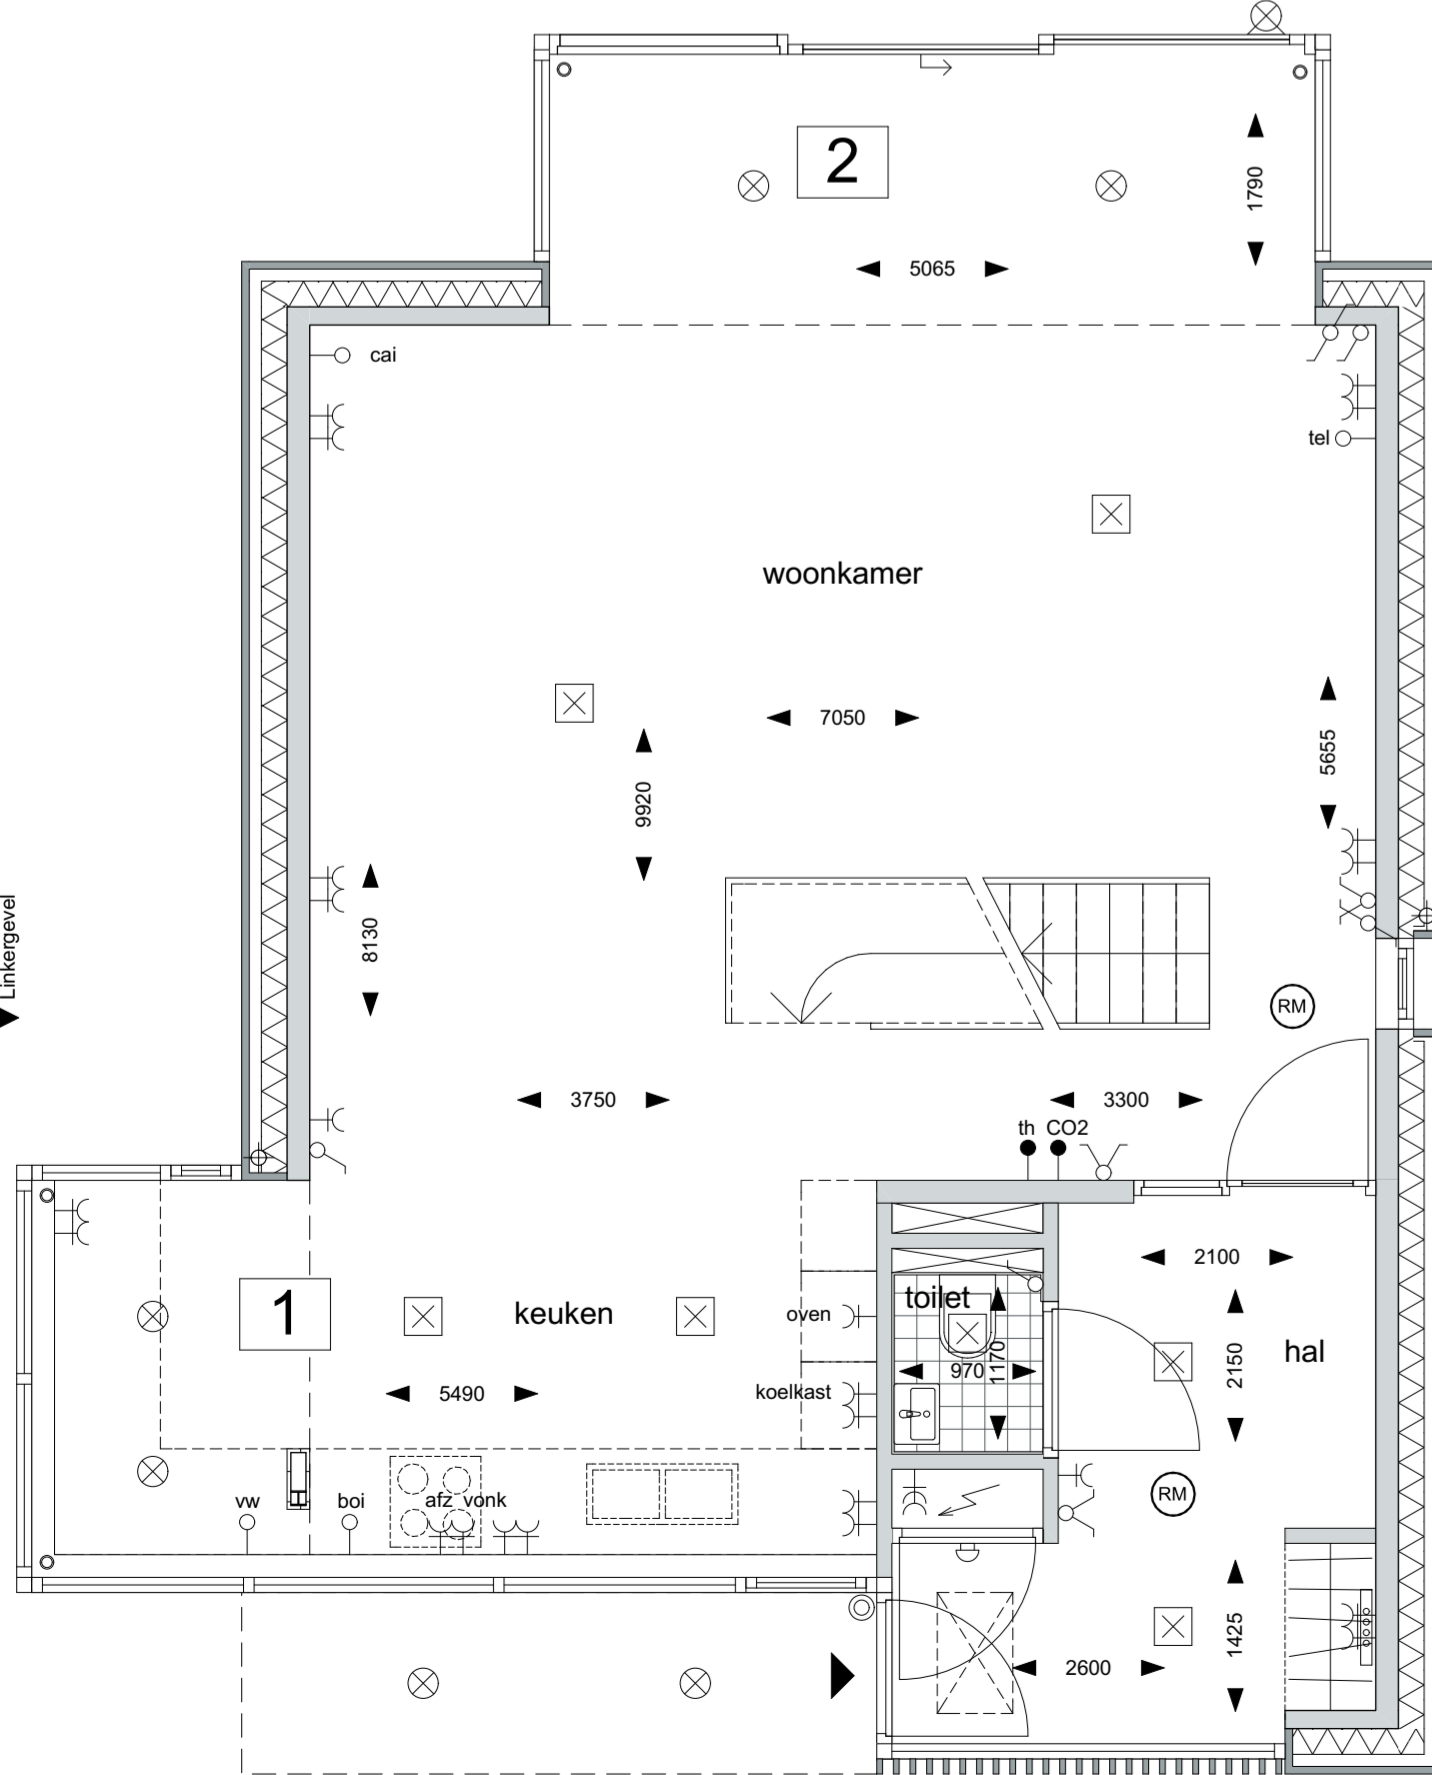 2
1790
5065
cai
tel
woonkamer
7050
5655
9920
Linkergevel
8130
RM
3750
3300
th CO2
2100
toilet
1
keuken
oven
2150
hal
1170
970
5490
koelkast
vw
boi
afz vonk
RM
1425
2600